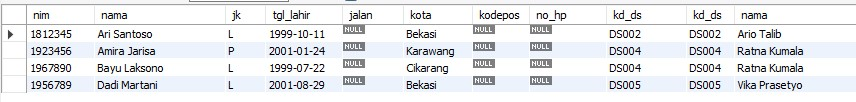 nim nama jk tgl_lahir jalan kota kodepos no_hp kd_ds kd_ds nama
1812345 Ari Santoso L 1999-10-11 NULL Bekasi NULL NULL DS002 DS002 Ario Talib
1923456 Amira Jarisa P 2001-01-24 NULL Karawang NULL NULL DS004 DS004 Ratna Kumala
1967890 Bayu Laksono L 1999-07-22 NULL Cikarang NULL NULL DS004 DS004 Ratna Kumala
1956789 Dadi Martani L 2001-08-29 NULL Bekasi NULL NULL DS005 DS005 Vika Prasetyo